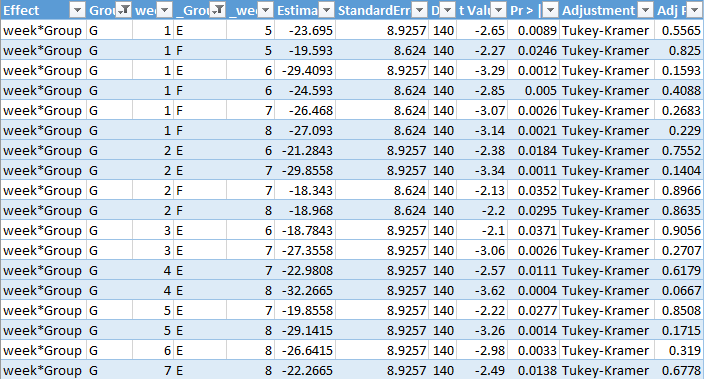 Effect Grou we _Grou _we Estima StandardErro D t Valu Pr > | Adjustment Adj P
week*Group G 1 E 5 -23.695 8.9257 140 -2.65 0.0089 Tukey-Kramer 0.5565
week*Group G 1 F 5 -19.593 8.624 140 -2.27 0.0246 Tukey-Kramer 0.825
week*Group G 1 E 6 -29.4093 8.9257 140 -3.29 0.0012 Tukey-Kramer 0.1593
week*Group G 1 F 6 -24.593 8.624 140 -2.85 0.005 Tukey-Kramer 0.4088
week*Group G 1 F 7 -26.468 8.624 140 -3.07 0.0026 Tukey-Kramer 0.2683
week*Group G 1 F 8 -27.093 8.624 140 -3.14 0.0021 Tukey-Kramer 0.229
week*Group G 2 E 6 -21.2843 8.9257 140 -2.38 0.0184 Tukey-Kramer 0.7552
week*Group G 2 E 7 -29.8558 8.9257 140 -3.34 0.0011 Tukey-Kramer 0.1404
week*Group G 2 F 7 -18.343 8.624 140 -2.13 0.0352 Tukey-Kramer 0.8966
week*Group G 2 F 8 -18.968 8.624 140 -2.2 0.0295 Tukey-Kramer 0.8635
week*Group G 3 E 6 -18.7843 8.9257 140 -2.1 0.0371 Tukey-Kramer 0.9056
week*Group G 3 E 7 -27.3558 8.9257 140 -3.06 0.0026 Tukey-Kramer 0.2707
week*Group G 4 E 7 -22.9808 8.9257 140 -2.57 0.0111 Tukey-Kramer 0.6179
week*Group G 4 E 8 -32.2665 8.9257 140 -3.62 0.0004 Tukey-Kramer 0.0667
week*Group G 5 E 7 -19.8558 8.9257 140 -2.22 0.0277 Tukey-Kramer 0.8508
week*Group G 5 E 8 -29.1415 8.9257 140 -3.26 0.0014 Tukey-Kramer 0.1715
week*Group G 6 E 8 -26.6415 8.9257 140 -2.98 0.0033 Tukey-Kramer 0.319
week*Group G 7 E 8 -22.2665 8.9257 140 -2.49 0.0138 Tukey-Kramer 0.6778